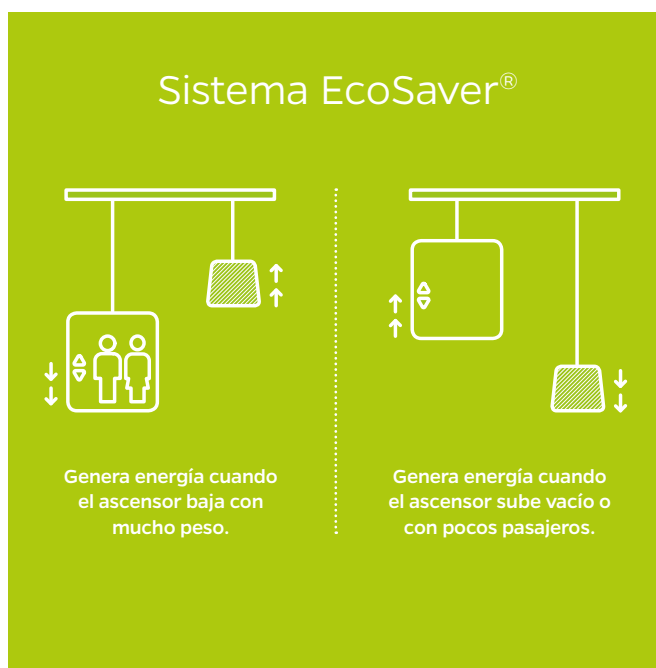 Sistema EcoSaver®
Genera energía cuando
el ascensor baja con
mucho peso.
Genera energía cuando
el ascensor sube vacío o
con pocos pasajeros.